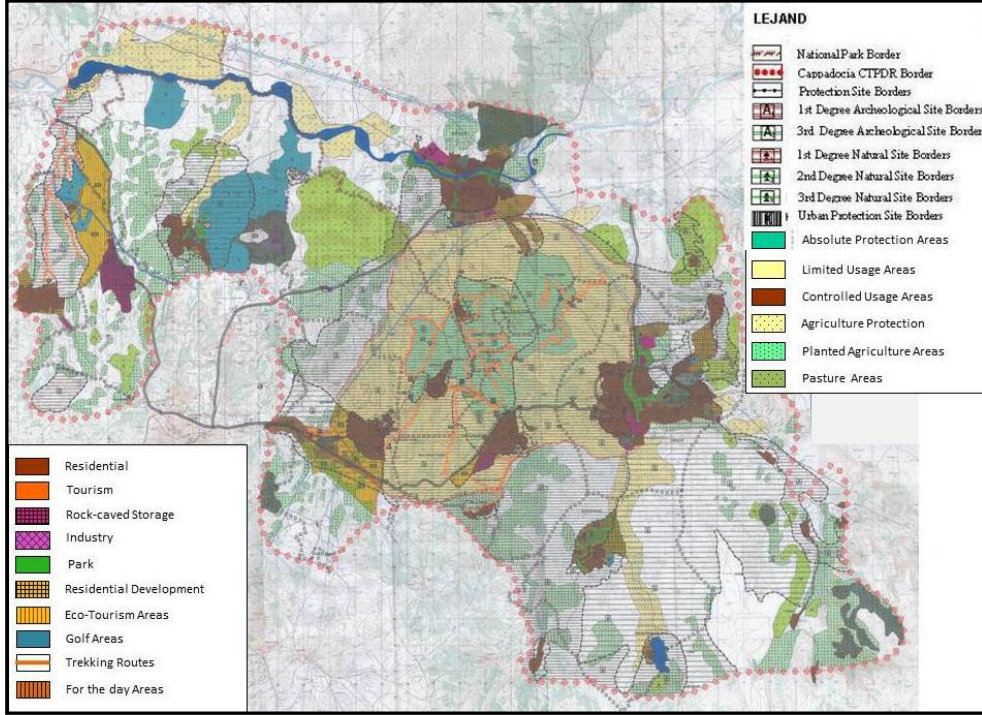 LEJAND
National Park Border
Cappadocia CTPDR Border
Protection Site Borders
1st Degree Archeological Site Borders
3rd Degree Archeological Site Border
1st Degree Natural Site Borders
2nd Degree Natural Site Borders
3rd Degree Natural Site Borders
Urban Protection Site Borders
Absolute Protection Areas
Limited Usage Areas
Controlled Usage Areas
Agriculture Protection
Planted Agriculture Areas
Pasture Areas
Residential
Tourism
Rock-caved Storage
Industry
Park
Residential Development
Eco-Tourism Areas
Golf Areas
Trekking Routes
For the day Areas